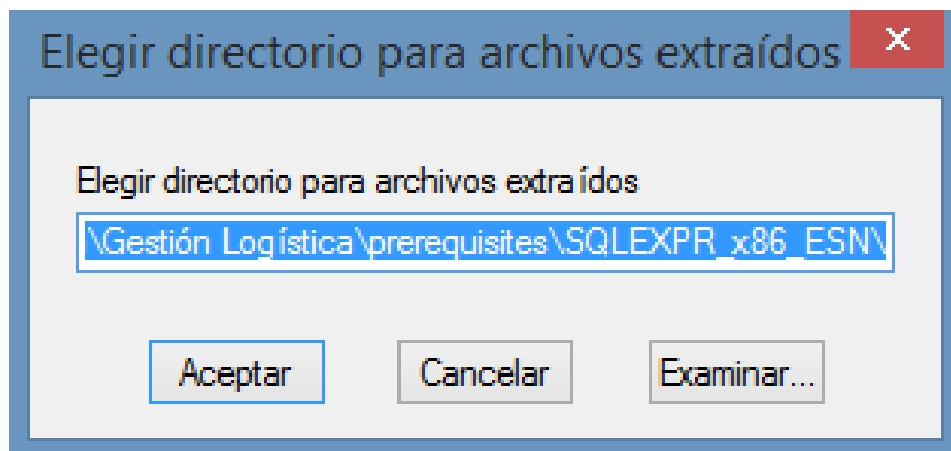 Elegir directorio para archivos extraídos
Elegir directorio para archivos extraídos
\Gestión Logística\prerequisites\SQLEXPR_x86_ESN\
Aceptar Cancelar Examinar...